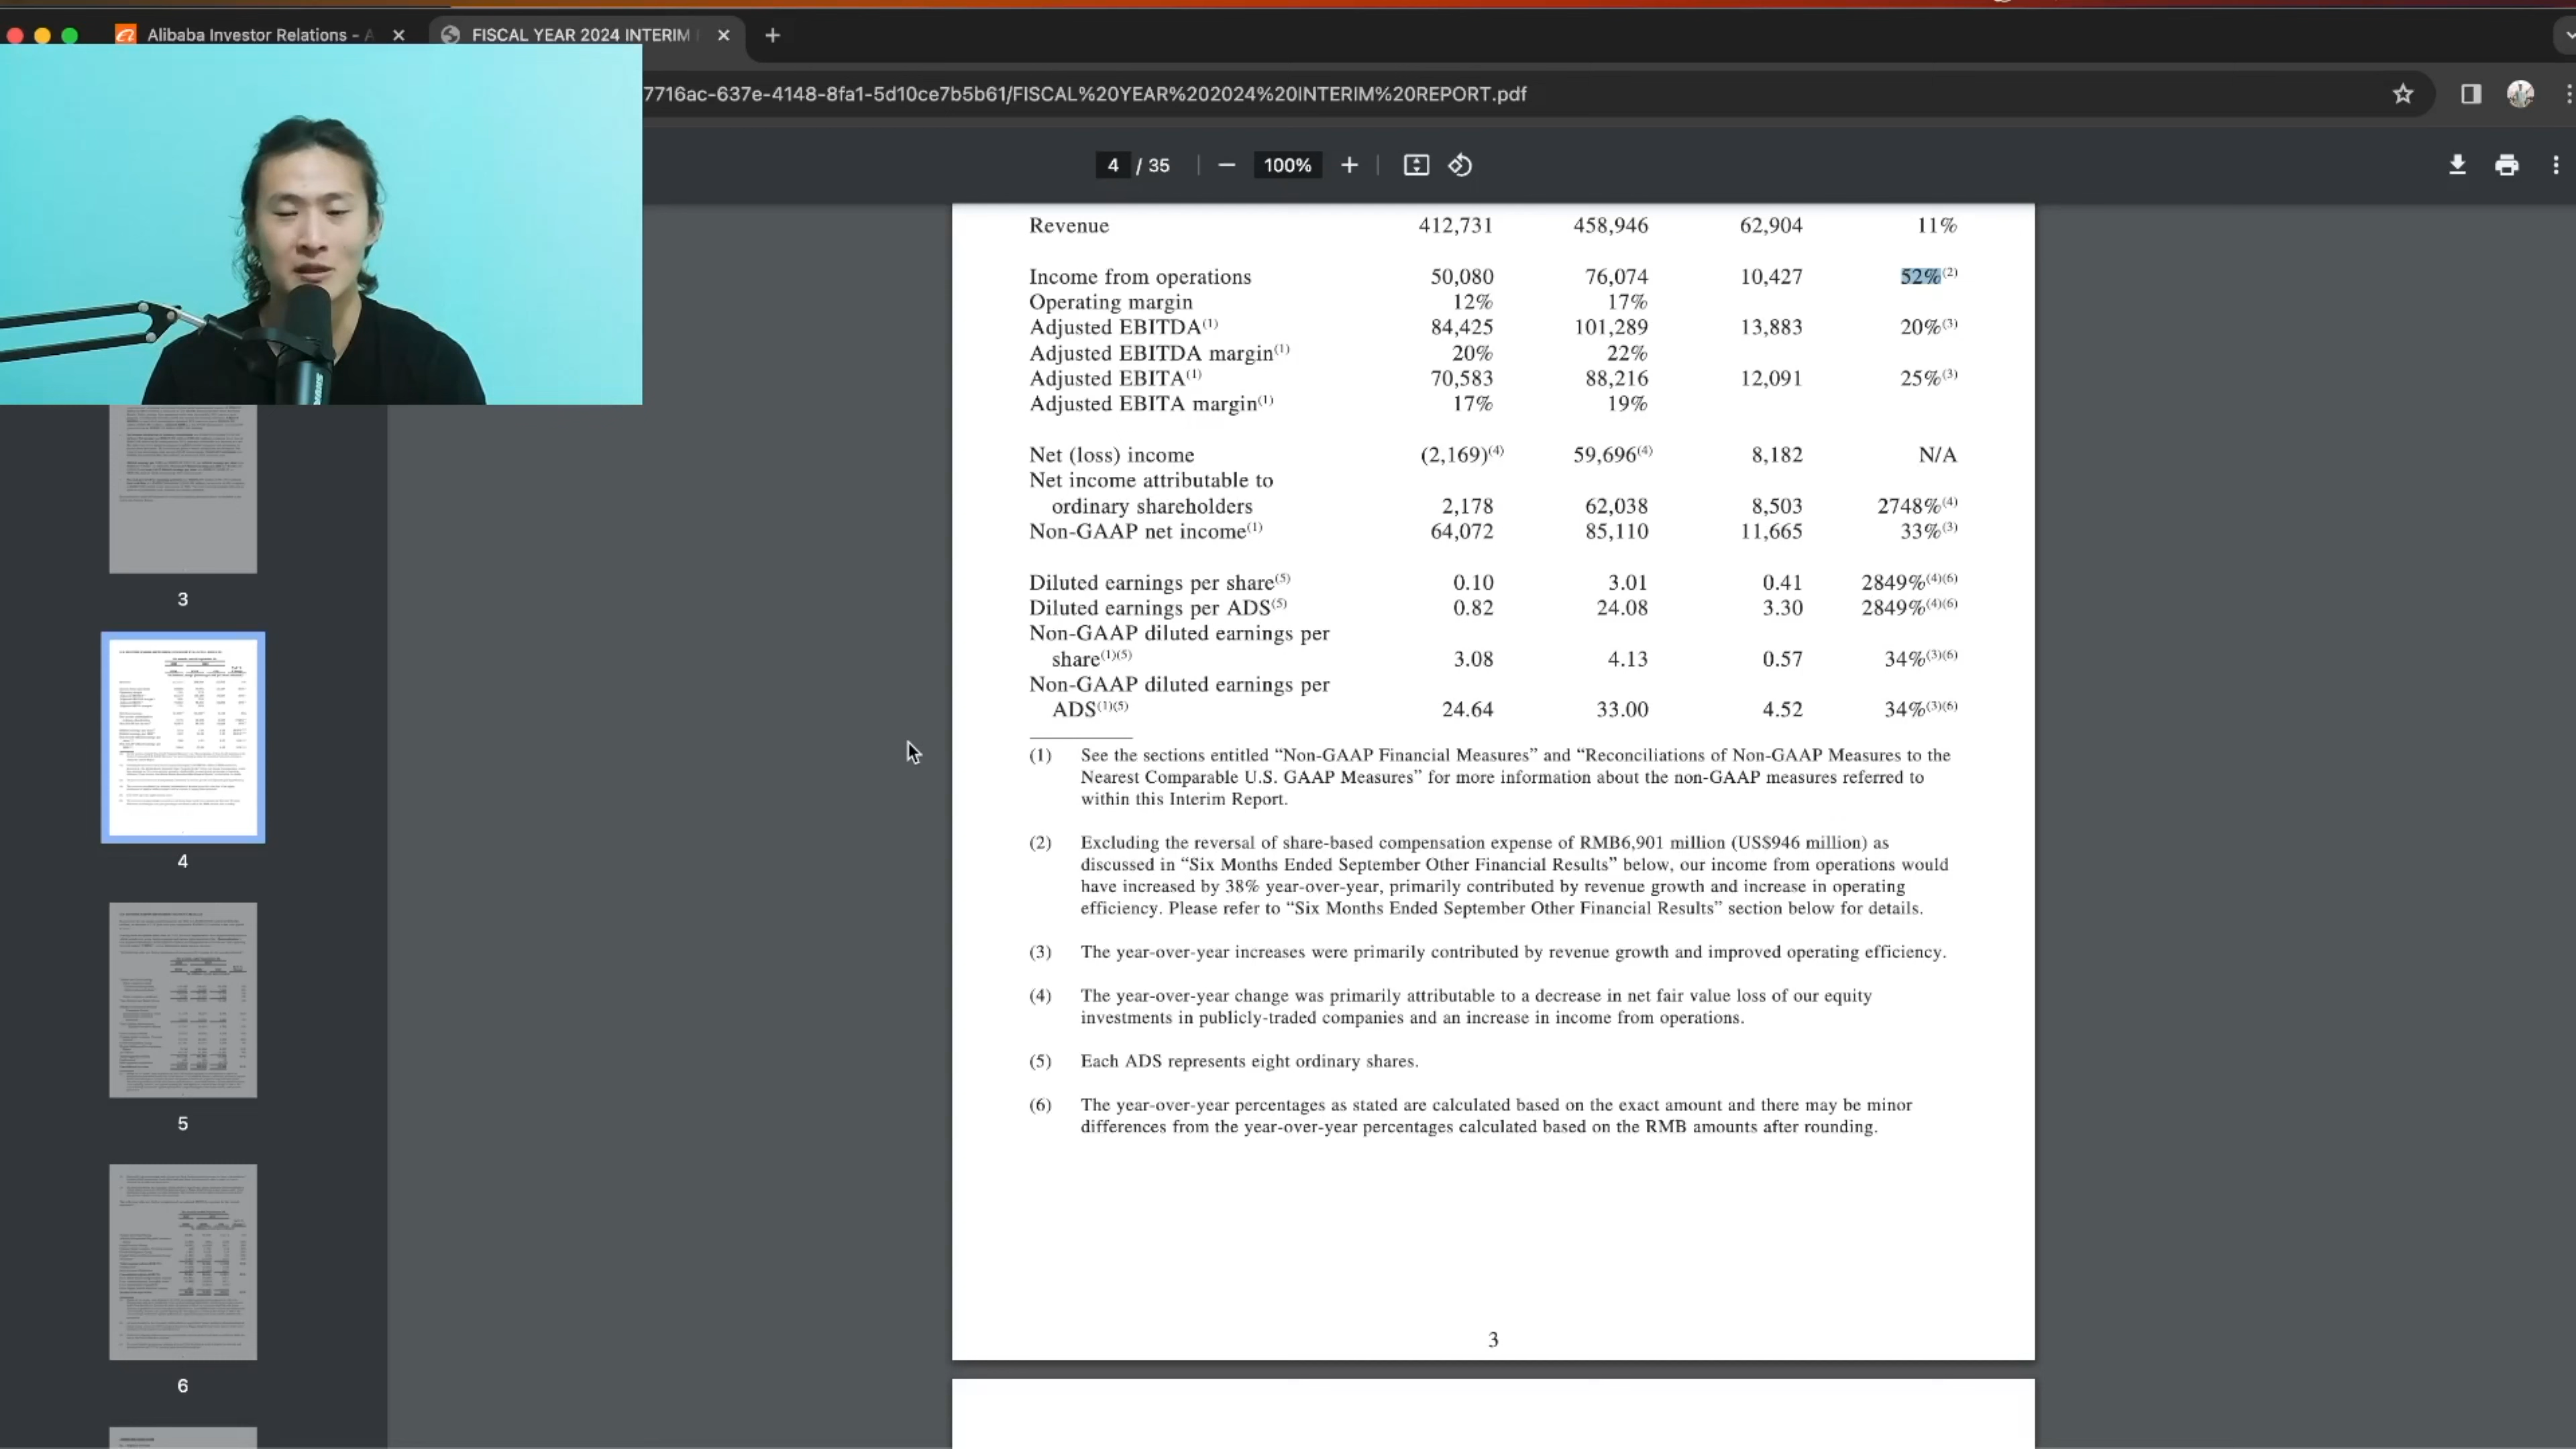 Alibaba Investor Relations - A
FISCAL YEAR 2024 INTERIM
7716ac-637e-4148-8fa1-5d10ce7b5b61/FISCAL%20YEAR%202024%20INTERIM%20REPORT.pdf
4 / 35 100%
Revenue 412,731 458,946 62,904 11%
Income from operations 50,080 76,074 10,427 52%(2)
Operating margin 12% 17%
Adjusted EBITDA(1) 84,425 101,289 13,883 20%(3)
Adjusted EBITDA margin(1) 20% 22%
Adjusted EBITA(1) 70,583 88,216 12,091 25%(3)
Adjusted EBITA margin(1) 17% 19%
Net (loss) income (2,169)(4) 59,696(4) 8,182 N/A
Net income attributable to
ordinary shareholders 2,178 62,038 8,503 2748%(4)
Non-GAAP net income(1) 64,072 85,110 11,665 33%(3)
Diluted earnings per share(5) 0.10 3.01 0.41 2849%(4)(6)
Diluted earnings per ADS(5) 0.82 24.08 3.30 2849%(4)(6)
Non-GAAP diluted earnings per
share(1)(5) 3.08 4.13 0.57 34%(3)(6)
Non-GAAP diluted earnings per
ADS(1)(5) 24.64 33.00 4.52 34%(3)(6)
(1) See the sections entitled “Non-GAAP Financial Measures” and “Reconciliations of Non-GAAP Measures to the
Nearest Comparable U.S. GAAP Measures” for more information about the non-GAAP measures referred to
within this Interim Report.
(2) Excluding the reversal of share-based compensation expense of RMB6,901 million (US$946 million) as
discussed in “Six Months Ended September Other Financial Results” below, our income from operations would
have increased by 38% year-over-year, primarily contributed by revenue growth and increase in operating
efficiency. Please refer to “Six Months Ended September Other Financial Results” section below for details.
(3) The year-over-year increases were primarily contributed by revenue growth and improved operating efficiency.
(4) The year-over-year change was primarily attributable to a decrease in net fair value loss of our equity
investments in publicly-traded companies and an increase in income from operations.
(5) Each ADS represents eight ordinary shares.
(6) The year-over-year percentages as stated are calculated based on the exact amount and there may be minor
differences from the year-over-year percentages calculated based on the RMB amounts after rounding.
3
3
4
5
6